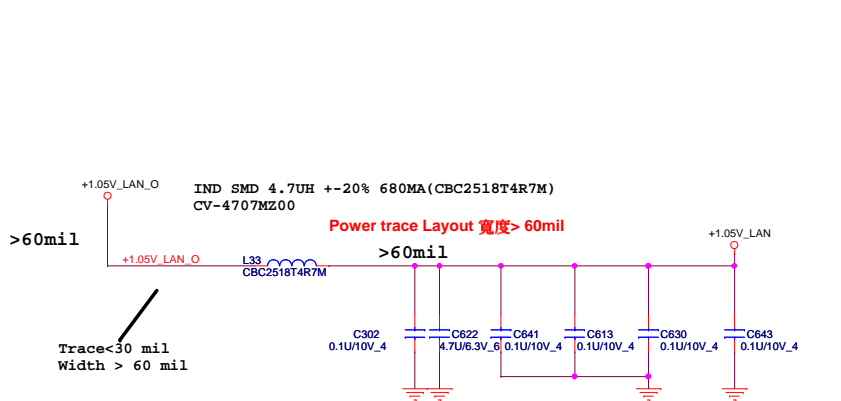 +1.05V_LAN_O
IND SMD 4.7UH +-20% 680MA(CBC2518T4R7M)
CV-4707MZ00
Power trace Layout 寬度> 60mil
+1.05V_LAN
>60mil
>60mil
+1.05V_LAN_O
L33
CBC2518T4R7M
C302
0.1U/10V_4
C622
4.7U/6.3V_6
C641
0.1U/10V_4
C613
0.1U/10V_4
C630
0.1U/10V_4
C643
0.1U/10V_4
Trace<30 mil
Width > 60 mil